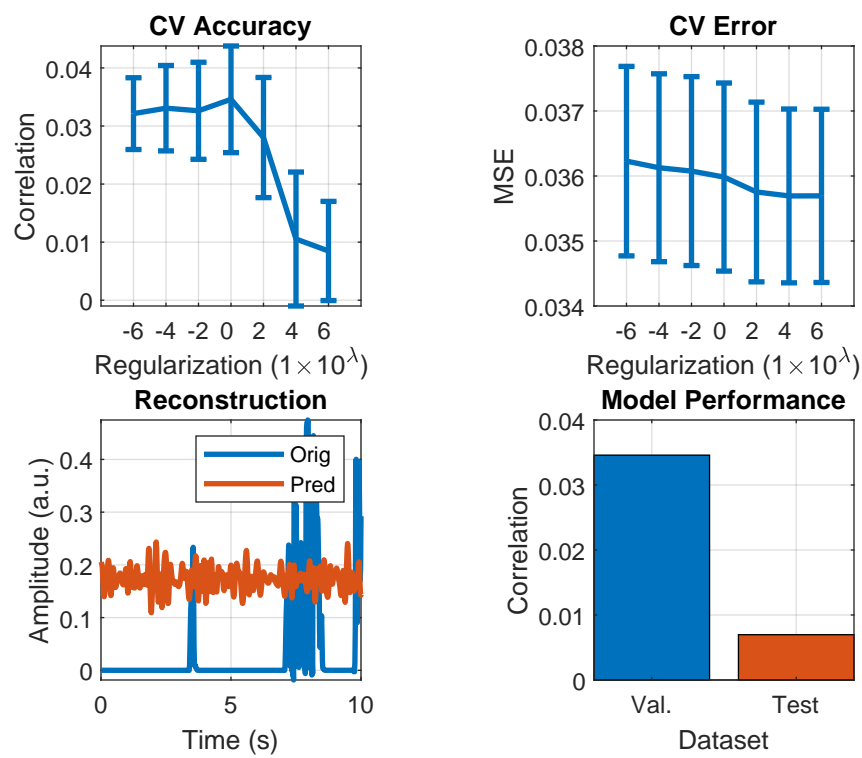 CV Accuracy
Correlation
0.04
0.03
0.02
0.01
0
-6 -4 -2 0 2 4 6
Regularization (1×10^λ)
CV Error
MSE
0.038
0.037
0.036
0.035
0.034
-6 -4 -2 0 2 4 6
Regularization (1×10^λ)
Reconstruction
Amplitude (a.u.)
0.4
0.3
0.2
0.1
0
Orig
Pred
0 5 10
Time (s)
Model Performance
Correlation
0.04
0.03
0.02
0.01
0
Val. Test
Dataset